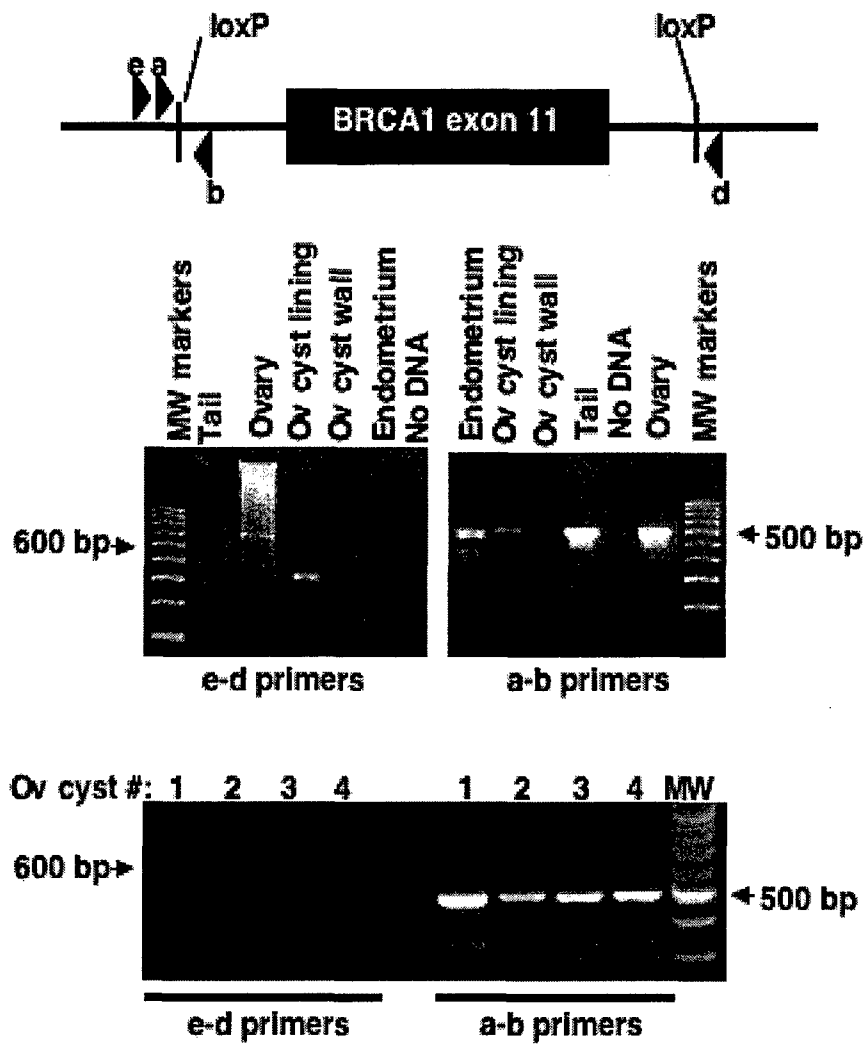 loxP loxP
e a
BRCA1 exon 11
b d
MW markers
Tail
Ovary
Ov cyst lining
Ov cyst wall
Endometrium
No DNA
Endometrium
Ov cyst lining
Ov cyst wall
Tail
No DNA
Ovary
MW markers
600 bp
500 bp
e-d primers a-b primers
Ov cyst #: 1 2 3 4 1 2 3 4 MW
600 bp
500 bp
e-d primers a-b primers